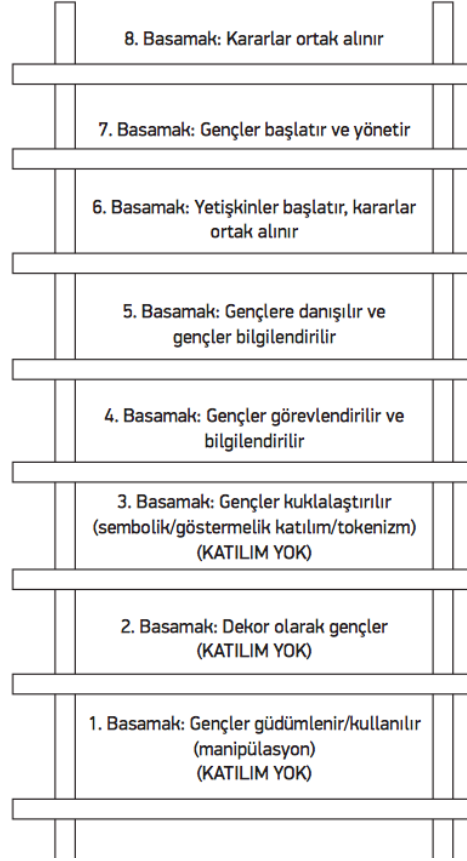 8. Basamak: Kararlar ortak alınır
7. Basamak: Gençler başlatır ve yönetir
6. Basamak: Yetişkinler başlatır, kararlar
ortak alınır
5. Basamak: Gençlere danışılır ve
gençler bilgilendirilir
4. Basamak: Gençler görevlendirilir ve
bilgilendirilir
3. Basamak: Gençler kuklalaştırılır
(sembolik/göstermelik katılım/tokenizm)
(KATILIM YOK)
2. Basamak: Dekor olarak gençler
(KATILIM YOK)
1. Basamak: Gençler güdümlenir/kullanılır
(manipülasyon)
(KATILIM YOK)